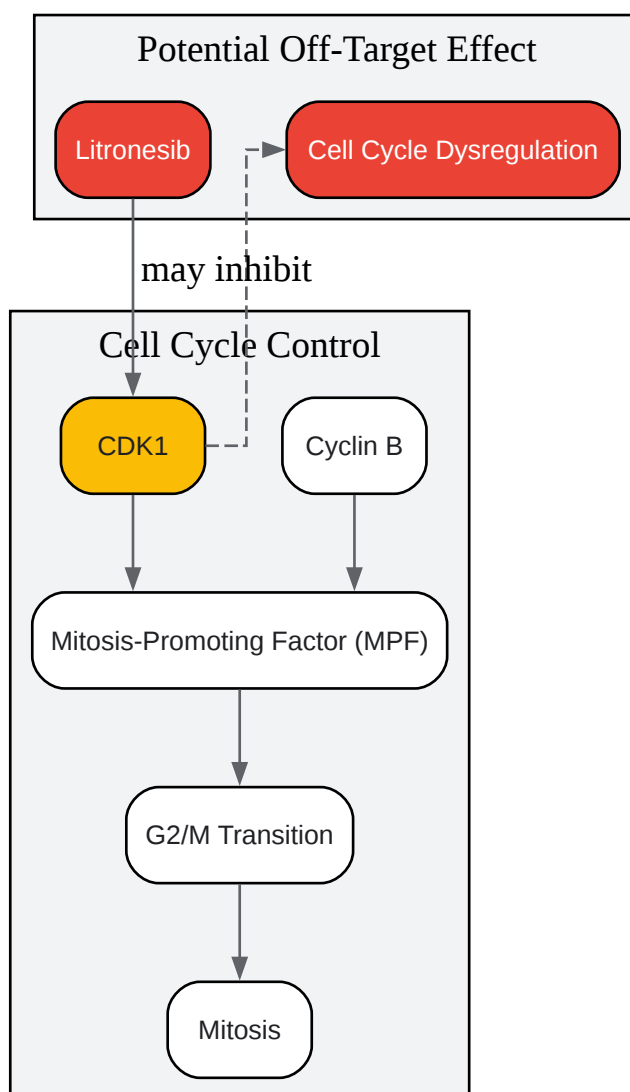 Potential Off-Target Effect
Litronesib
Cell Cycle Dysregulation
may inhibit
Cell Cycle Control
CDK1
Cyclin B
Mitosis-Promoting Factor (MPF)
G2/M Transition
Mitosis